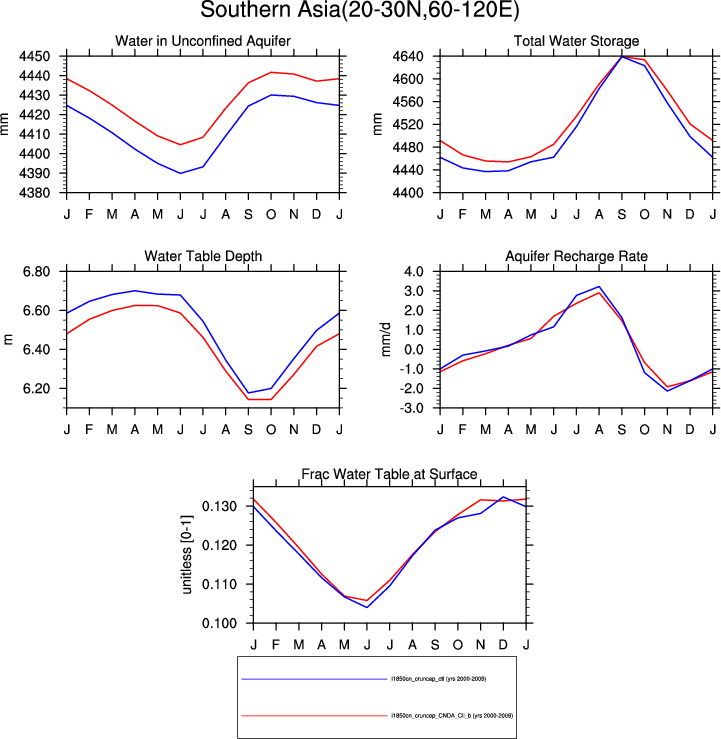 Southern Asia(20-30N,60-120E)
Water in Unconfined Aquifer
4450
4440
4430
4420
4410
4400
4390
4380
mm
J F M A M J J A S O N D J
Total Water Storage
4640
4600
4560
4520
4480
4440
4400
mm
J F M A M J J A S O N D J
Water Table Depth
6.80
6.60
6.40
6.20
m
J F M A M J J A S O N D J
Aquifer Recharge Rate
4.0
3.0
2.0
1.0
0.0
-1.0
-2.0
-3.0
mm/d
J F M A M J J A S O N D J
Frac Water Table at Surface
0.130
0.120
0.110
0.100
unitless [0-1]
J F M A M J J A S O N D J
i1850cn_cruncep_ctl (yrs 2000-2009)
i1850cn_cruncep_CNDA_Cli_b (yrs 2000-2009)